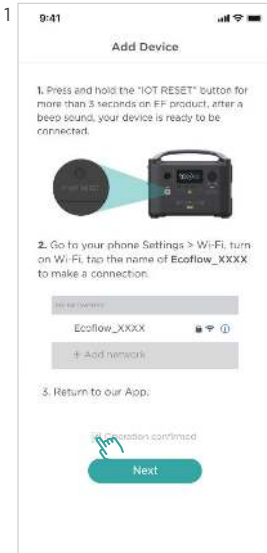 1
9:41
Add Device
1. Press and hold the "IOT RESET" button for
more than 3 seconds on EF product, after a
beep sound, your device is ready to be
connected.
IOT RESET
2. Go to your phone Settings > Wi-Fi, turn
on Wi-Fi, tap the name of Ecoflow_XXXX
to make a connection.
Ecoflow_XXXX
+ Add network
3. Return to our App.
Operation confirmed
Next